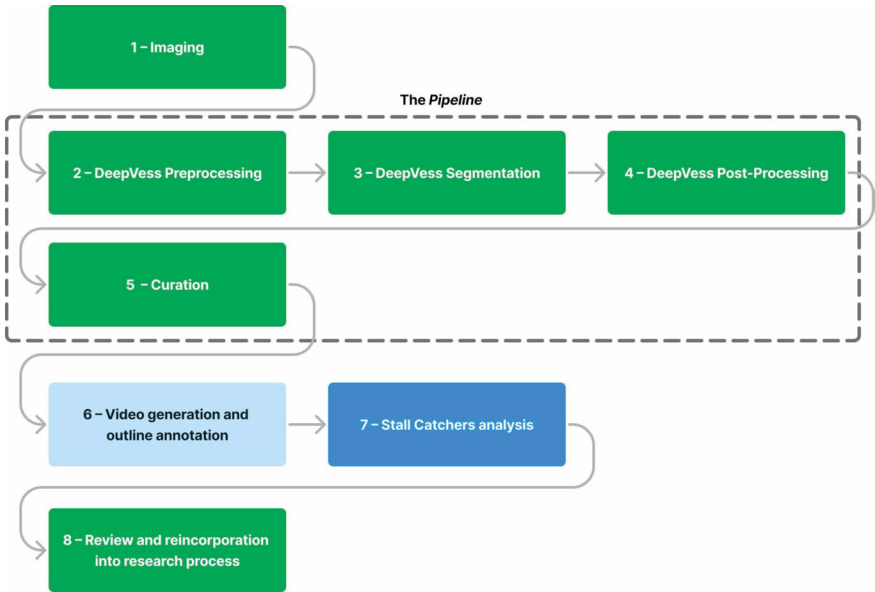 1 – Imaging
The Pipeline
2 – DeepVess Preprocessing
3 – DeepVess Segmentation
4 – DeepVess Post-Processing
5 – Curation
6 – Video generation and
outline annotation
7 – Stall Catchers analysis
8 – Review and reincorporation
into research process